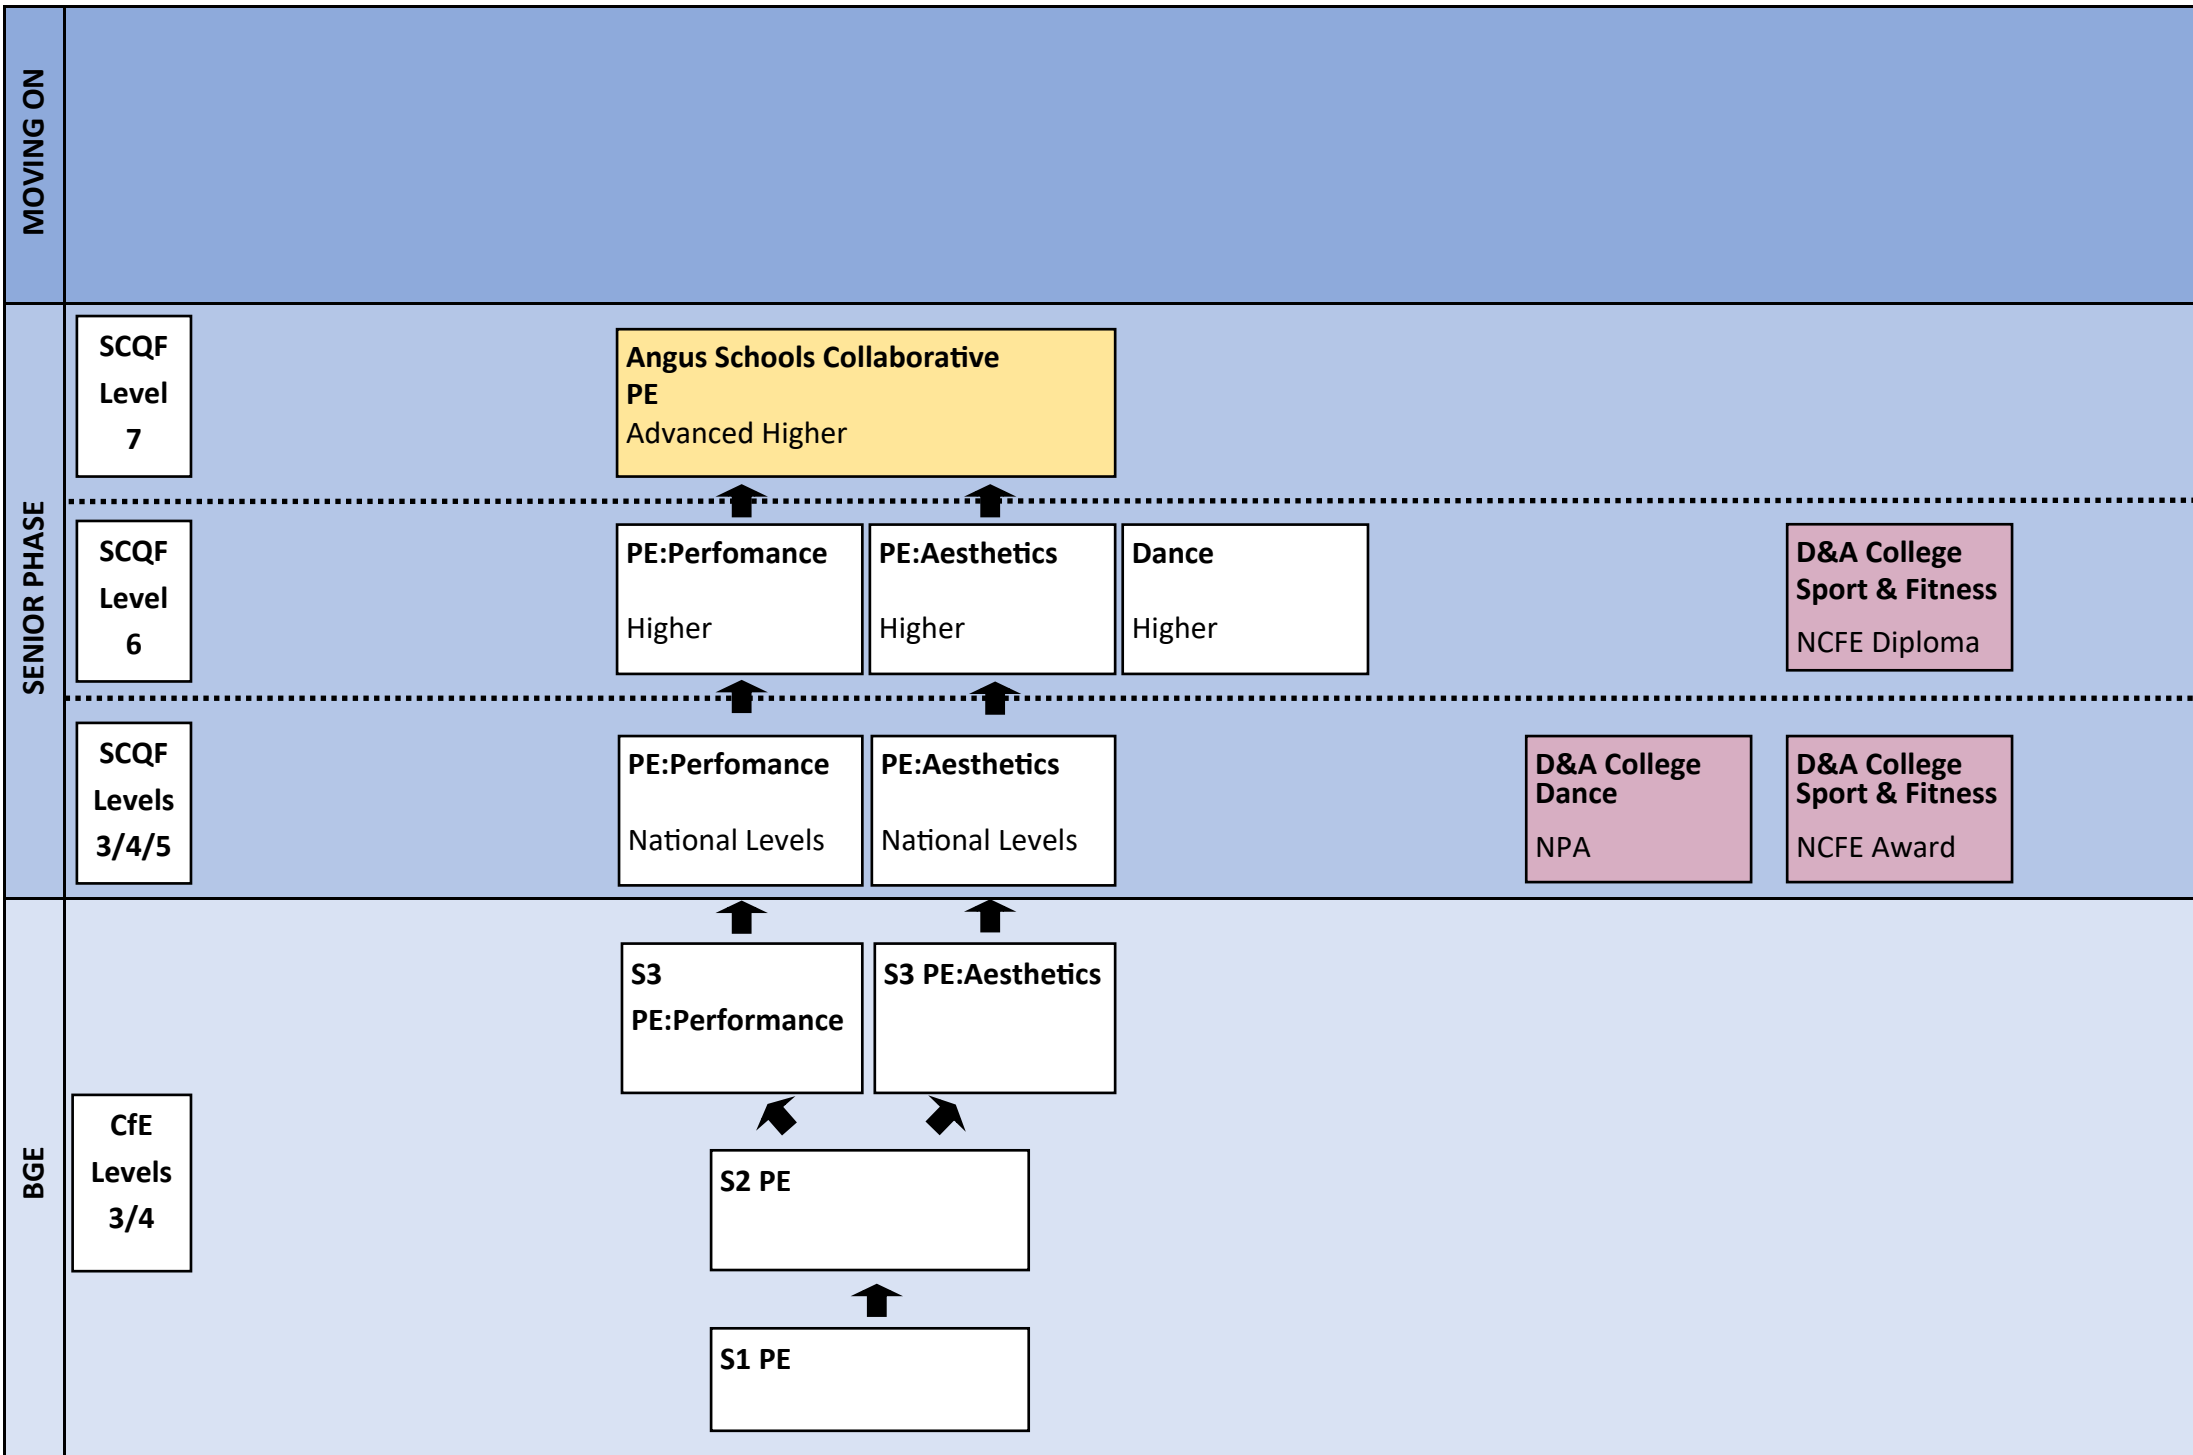 MOVING ON
SENIOR PHASE
SCQF
Level
7
Angus Schools Collaborative
PE
Advanced Higher
SCQF
Level
6
PE:Perfomance
Higher
PE:Aesthetics
Higher
Dance
Higher
D&A College
Sport & Fitness
NCFE Diploma
SCQF
Levels
3/4/5
PE:Perfomance
National Levels
PE:Aesthetics
National Levels
D&A College
Dance
NPA
D&A College
Sport & Fitness
NCFE Award
BGE
CfE
Levels
3/4
S3
PE:Performance
S3 PE:Aesthetics
S2 PE
S1 PE